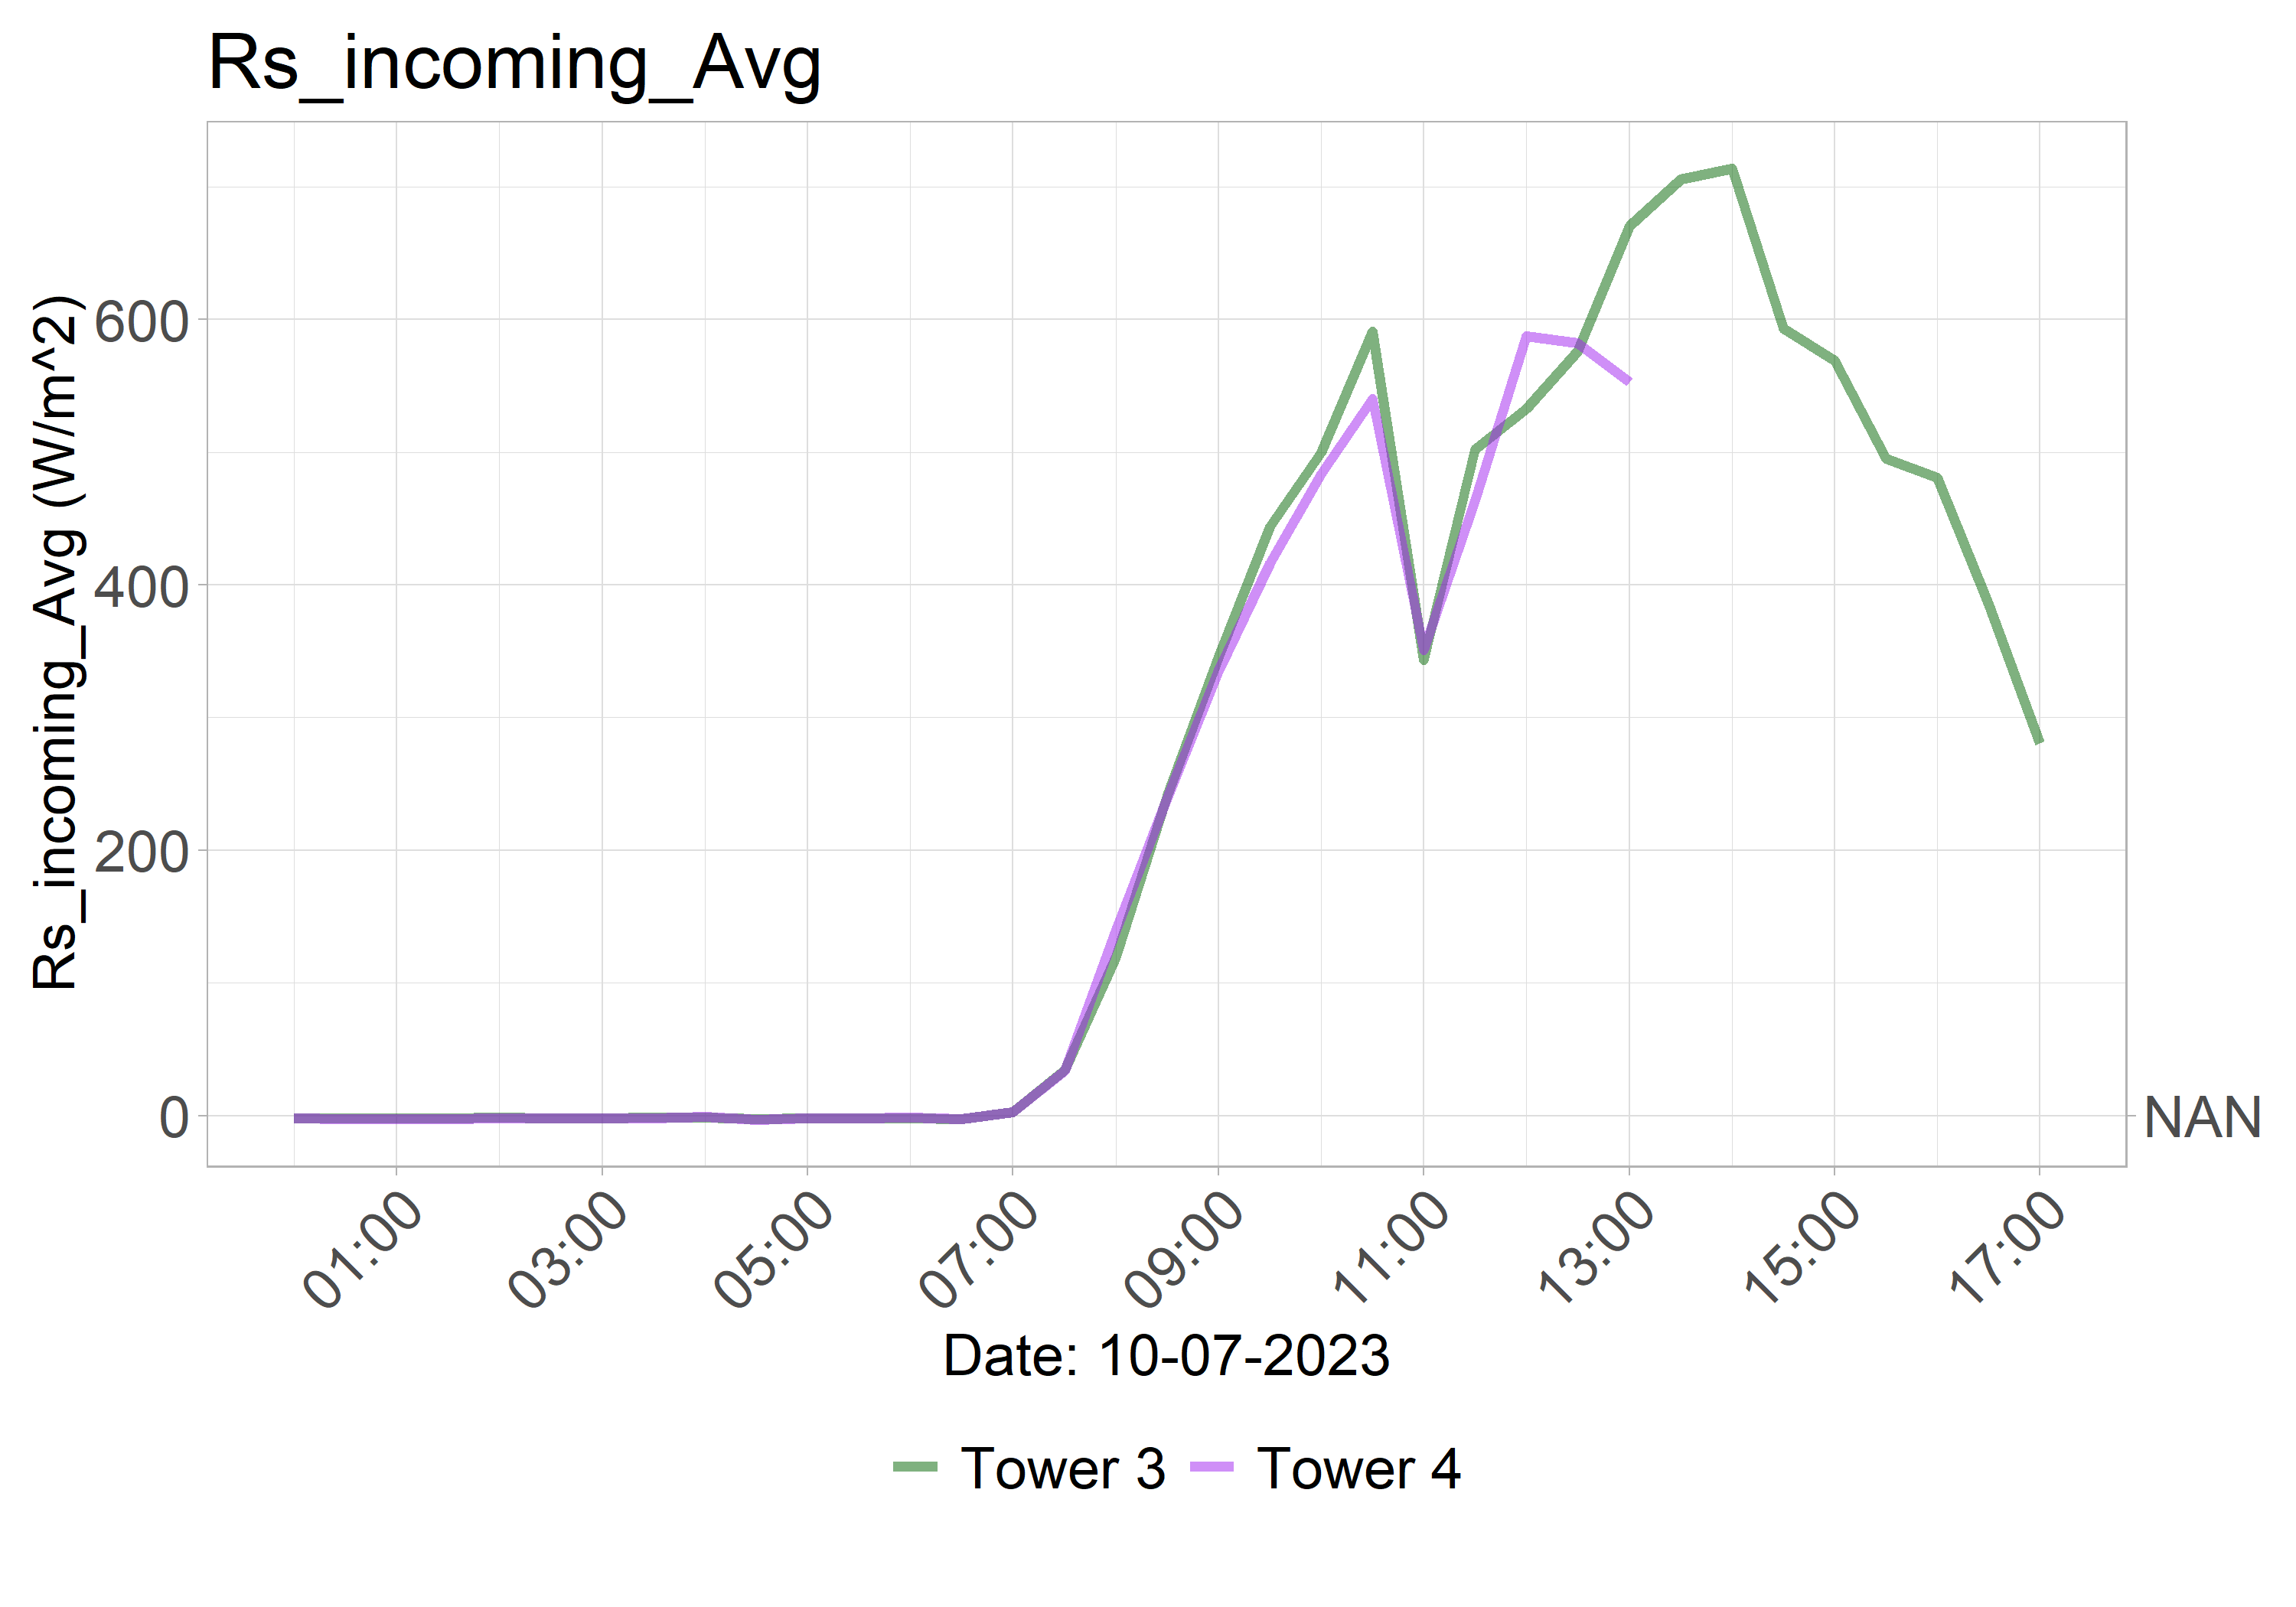 Rs_incoming_Avg
Rs_incoming_Avg (W/m^2)
600
400
200
0
NAN
01:00
03:00
05:00
07:00
09:00
11:00
13:00
15:00
17:00
Date: 10-07-2023
Tower 3
Tower 4